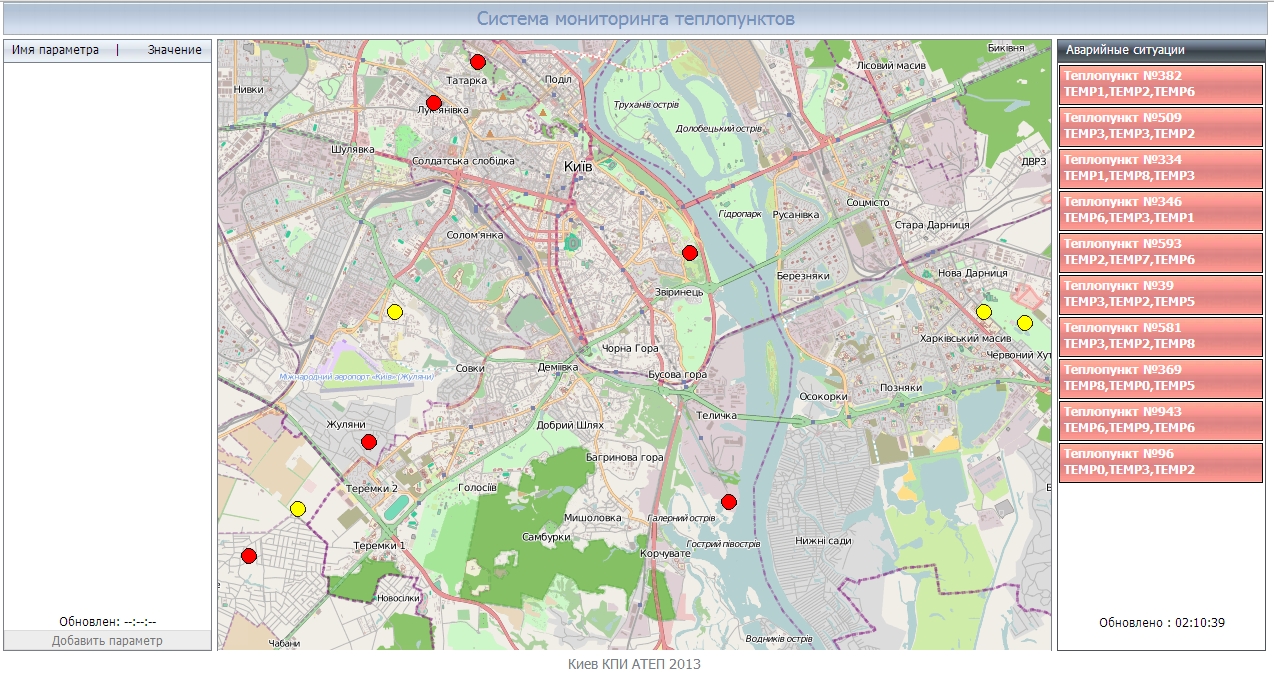 Система мониторинга теплопунктов
Имя параметра | Значение
Обновлен: --:--:--
Добавить параметр
Биківня
Лісовий масив
Татарка
Поділ
Нивки
Труханів острів
Лук'янівка
Долобецький острів
Шулявка
Солдатська слобідка
Київ
ДВРЗ
Соцмісто
Гідропарк
Русанівка
Стара Дарниця
Солом'янка
Березняки
Нова Дарниця
Звіринець
Харківський масив
Чорна Гора
Червоний Хут
Совки
Деміївка
Міжнародний аеропорт «Київ» (Жуляни)
Бусова гора
Позняки
Осокорки
Теличка
Жуляни
Добрий Шлях
Багринова гора
Теремки 2
Голосіїв
Мишоловка
Галерний острів
Самбурки
Гострий півострів
Нижні сади
Теремки 1
Корчувате
Новосілки
Чабани
Водників острів
Аварийные ситуации
Теплопункт №382
TEMP1,TEMP2,TEMP6
Теплопункт №509
TEMP3,TEMP3,TEMP2
Теплопункт №334
TEMP1,TEMP8,TEMP3
Теплопункт №346
TEMP6,TEMP3,TEMP1
Теплопункт №593
TEMP2,TEMP7,TEMP6
Теплопункт №39
TEMP3,TEMP2,TEMP5
Теплопункт №581
TEMP3,TEMP2,TEMP8
Теплопункт №369
TEMP8,TEMP0,TEMP5
Теплопункт №943
TEMP6,TEMP9,TEMP6
Теплопункт №96
TEMP0,TEMP3,TEMP2
Обновлено : 02:10:39
Киев КПИ АТЕП 2013